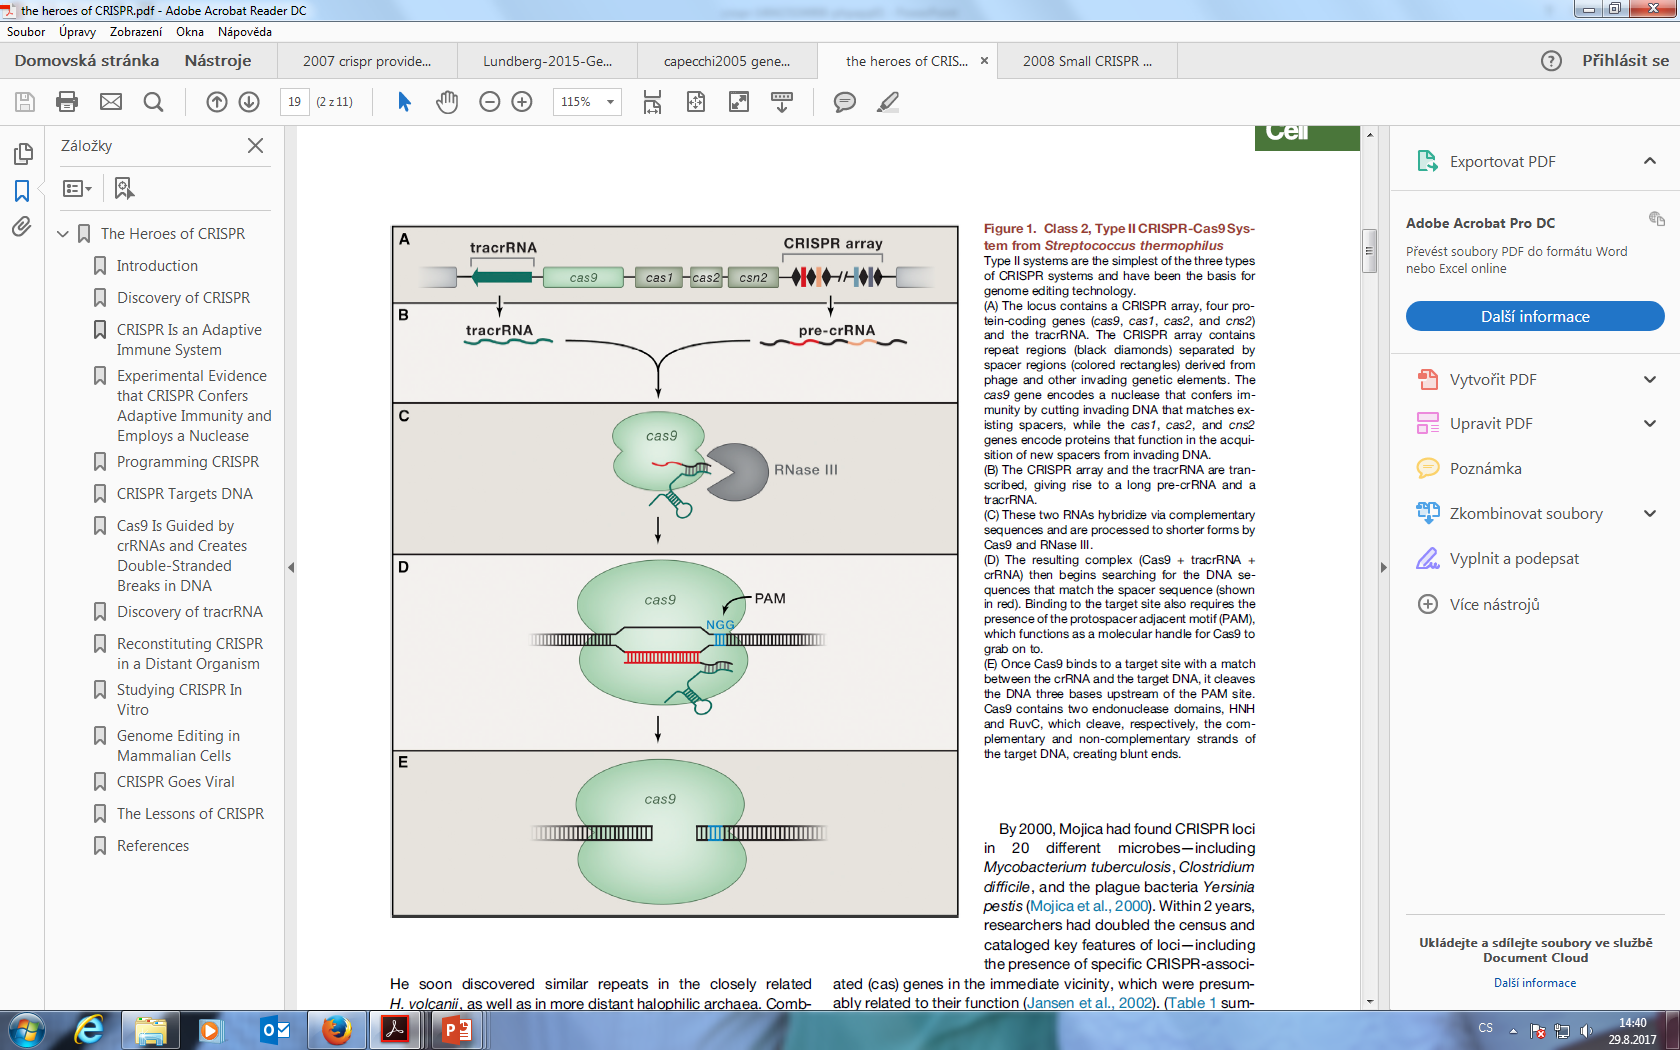 the heroes of CRISPR.pdf - Adobe Acrobat Reader DC
Soubor Úpravy Zobrazení Okna Nápověda
Domovská stránka Nástroje 2007 crispr provide... Lundberg-2015-Ge... capecchi2005 gene... the heroes of CRIS... 2008 Small CRISPR ... Přihlásit se
19 (2 z 11) 115%
Záložky
The Heroes of CRISPR
Introduction
Discovery of CRISPR
CRISPR Is an Adaptive
Immune System
Experimental Evidence
that CRISPR Confers
Adaptive Immunity and
Employs a Nuclease
Programming CRISPR
CRISPR Targets DNA
Cas9 Is Guided by
crRNAs and Creates
Double-Stranded
Breaks in DNA
Discovery of tracrRNA
Reconstituting CRISPR
in a Distant Organism
Studying CRISPR In
Vitro
Genome Editing in
Mammalian Cells
CRISPR Goes Viral
The Lessons of CRISPR
References
Cell
A
tracrRNA
CRISPR array
cas9 cas1 cas2 csn2
B
tracrRNA
pre-crRNA
C
cas9
RNase III
D
cas9
PAM
NGG
E
cas9
Figure 1. Class 2, Type II CRISPR-Cas9 Sys-
tem from Streptococcus thermophilus
Type II systems are the simplest of the three types
of CRISPR systems and have been the basis for
genome editing technology.
(A) The locus contains a CRISPR array, four pro-
tein-coding genes (cas9, cas1, cas2, and cns2)
and the tracrRNA. The CRISPR array contains
repeat regions (black diamonds) separated by
spacer regions (colored rectangles) derived from
phage and other invading genetic elements. The
cas9 gene encodes a nuclease that confers im-
munity by cutting invading DNA that matches ex-
isting spacers, while the cas1, cas2, and cns2
genes encode proteins that function in the acqui-
sition of new spacers from invading DNA.
(B) The CRISPR array and the tracrRNA are tran-
scribed, giving rise to a long pre-crRNA and a
tracrRNA.
(C) These two RNAs hybridize via complementary
sequences and are processed to shorter forms by
Cas9 and RNase III.
(D) The resulting complex (Cas9 + tracrRNA +
crRNA) then begins searching for the DNA se-
quences that match the spacer sequence (shown
in red). Binding to the target site also requires the
presence of the protospacer adjacent motif (PAM),
which functions as a molecular handle for Cas9 to
grab on to.
(E) Once Cas9 binds to a target site with a match
between the crRNA and the target DNA, it cleaves
the DNA three bases upstream of the PAM site.
Cas9 contains two endonuclease domains, HNH
and RuvC, which cleave, respectively, the com-
plementary and non-complementary strands of
the target DNA, creating blunt ends.
By 2000, Mojica had found CRISPR loci
in 20 different microbes—including
Mycobacterium tuberculosis, Clostridium
difficile, and the plague bacteria Yersinia
pestis (Mojica et al., 2000). Within 2 years,
researchers had doubled the census and
cataloged key features of loci—including
the presence of specific CRISPR-associ-
He soon discovered similar repeats in the closely related
H. volcanii, as well as in more distant halophilic archaea. Comb-
ated (cas) genes in the immediate vicinity, which were presum-
ably related to their function (Jansen et al., 2002). (Table 1 sum-
Exportovat PDF
Adobe Acrobat Pro DC
Převést soubory PDF do formátu Word
nebo Excel online
Další informace
Vytvořit PDF
Upravit PDF
Poznámka
Zkombinovat soubory
Vyplnit a podepsat
Více nástrojů
Ukládejte a sdílejte soubory ve službě
Document Cloud
Další informace
CS
14:40
29.8.2017